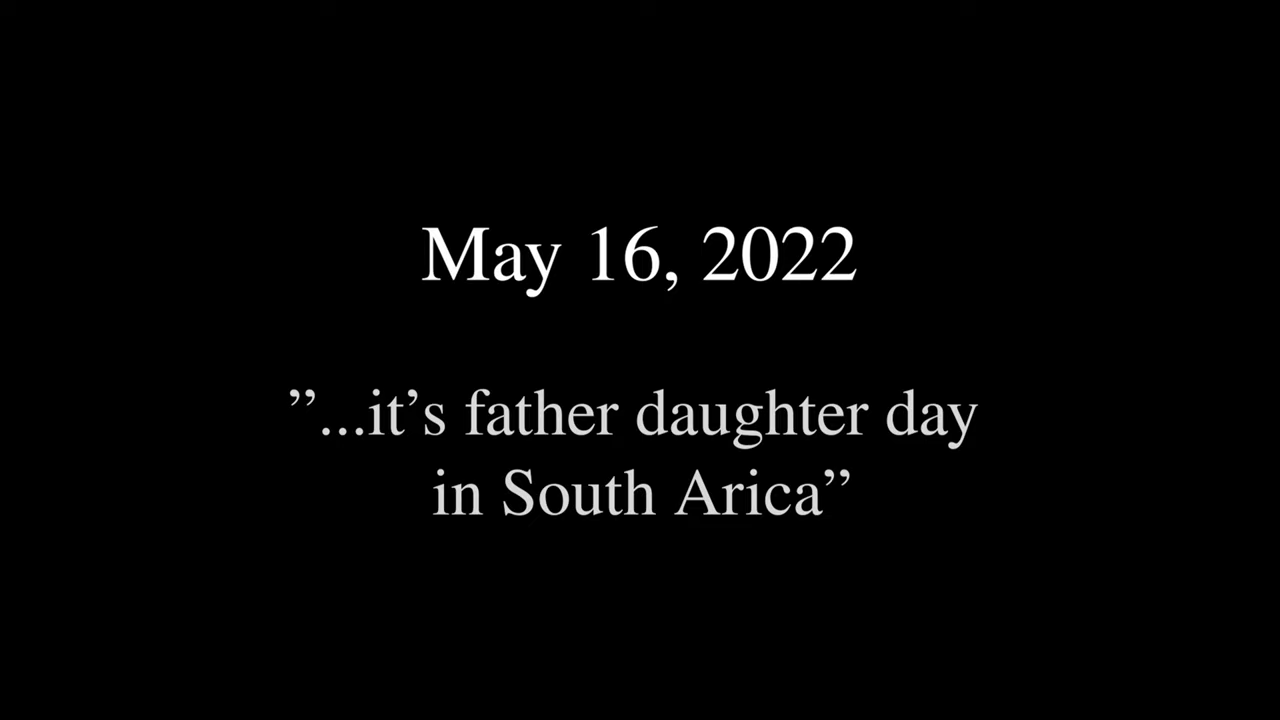 May 16, 2022
”...it’s father daughter day
in South Arica”